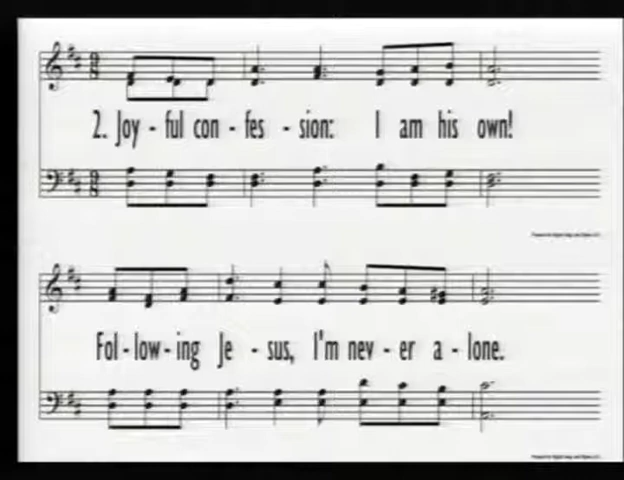 2. Joy - ful con - fes - sion: I am his own!
Fol - low - ing Je - sus, I'm nev - er a - lone.